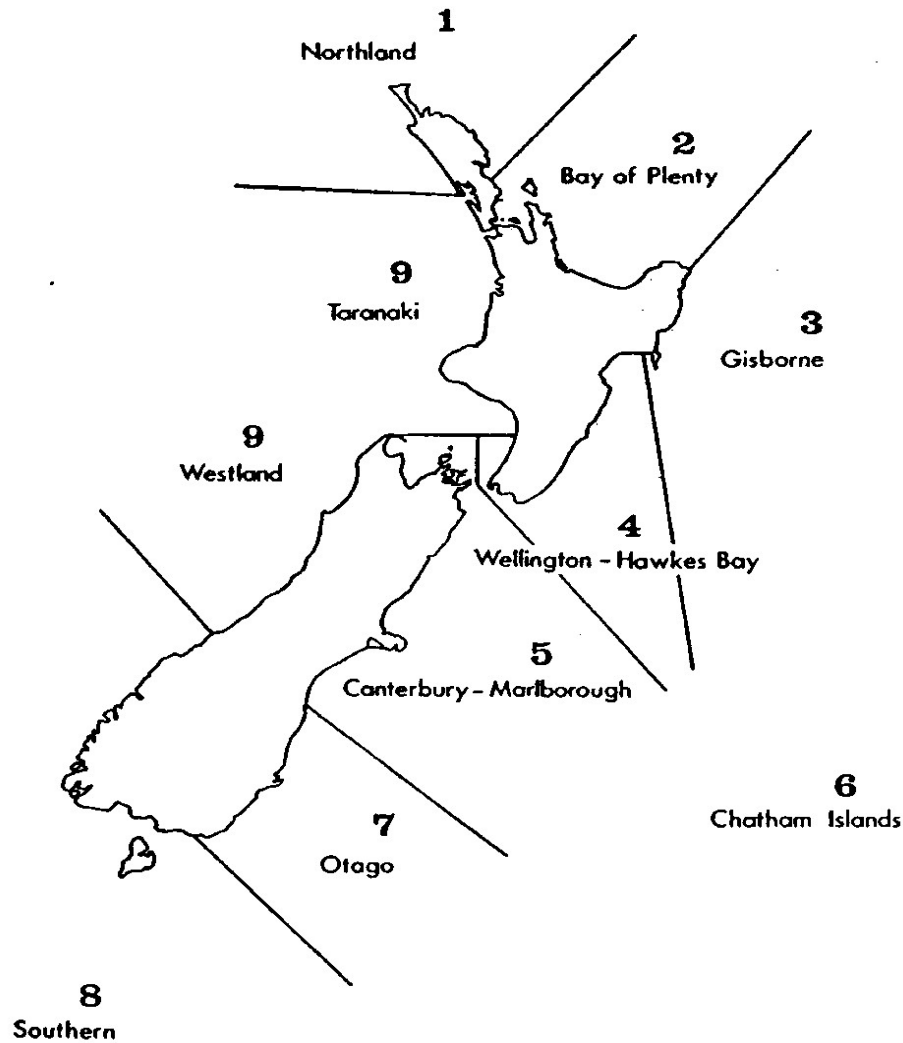 1
Northland
2
Bay of Plenty
9
Taranaki
3
Gisborne
9
Westland
4
Wellington - Hawkes Bay
5
Canterbury - Marlborough
6
Chatham Islands
7
Otago
8
Southern